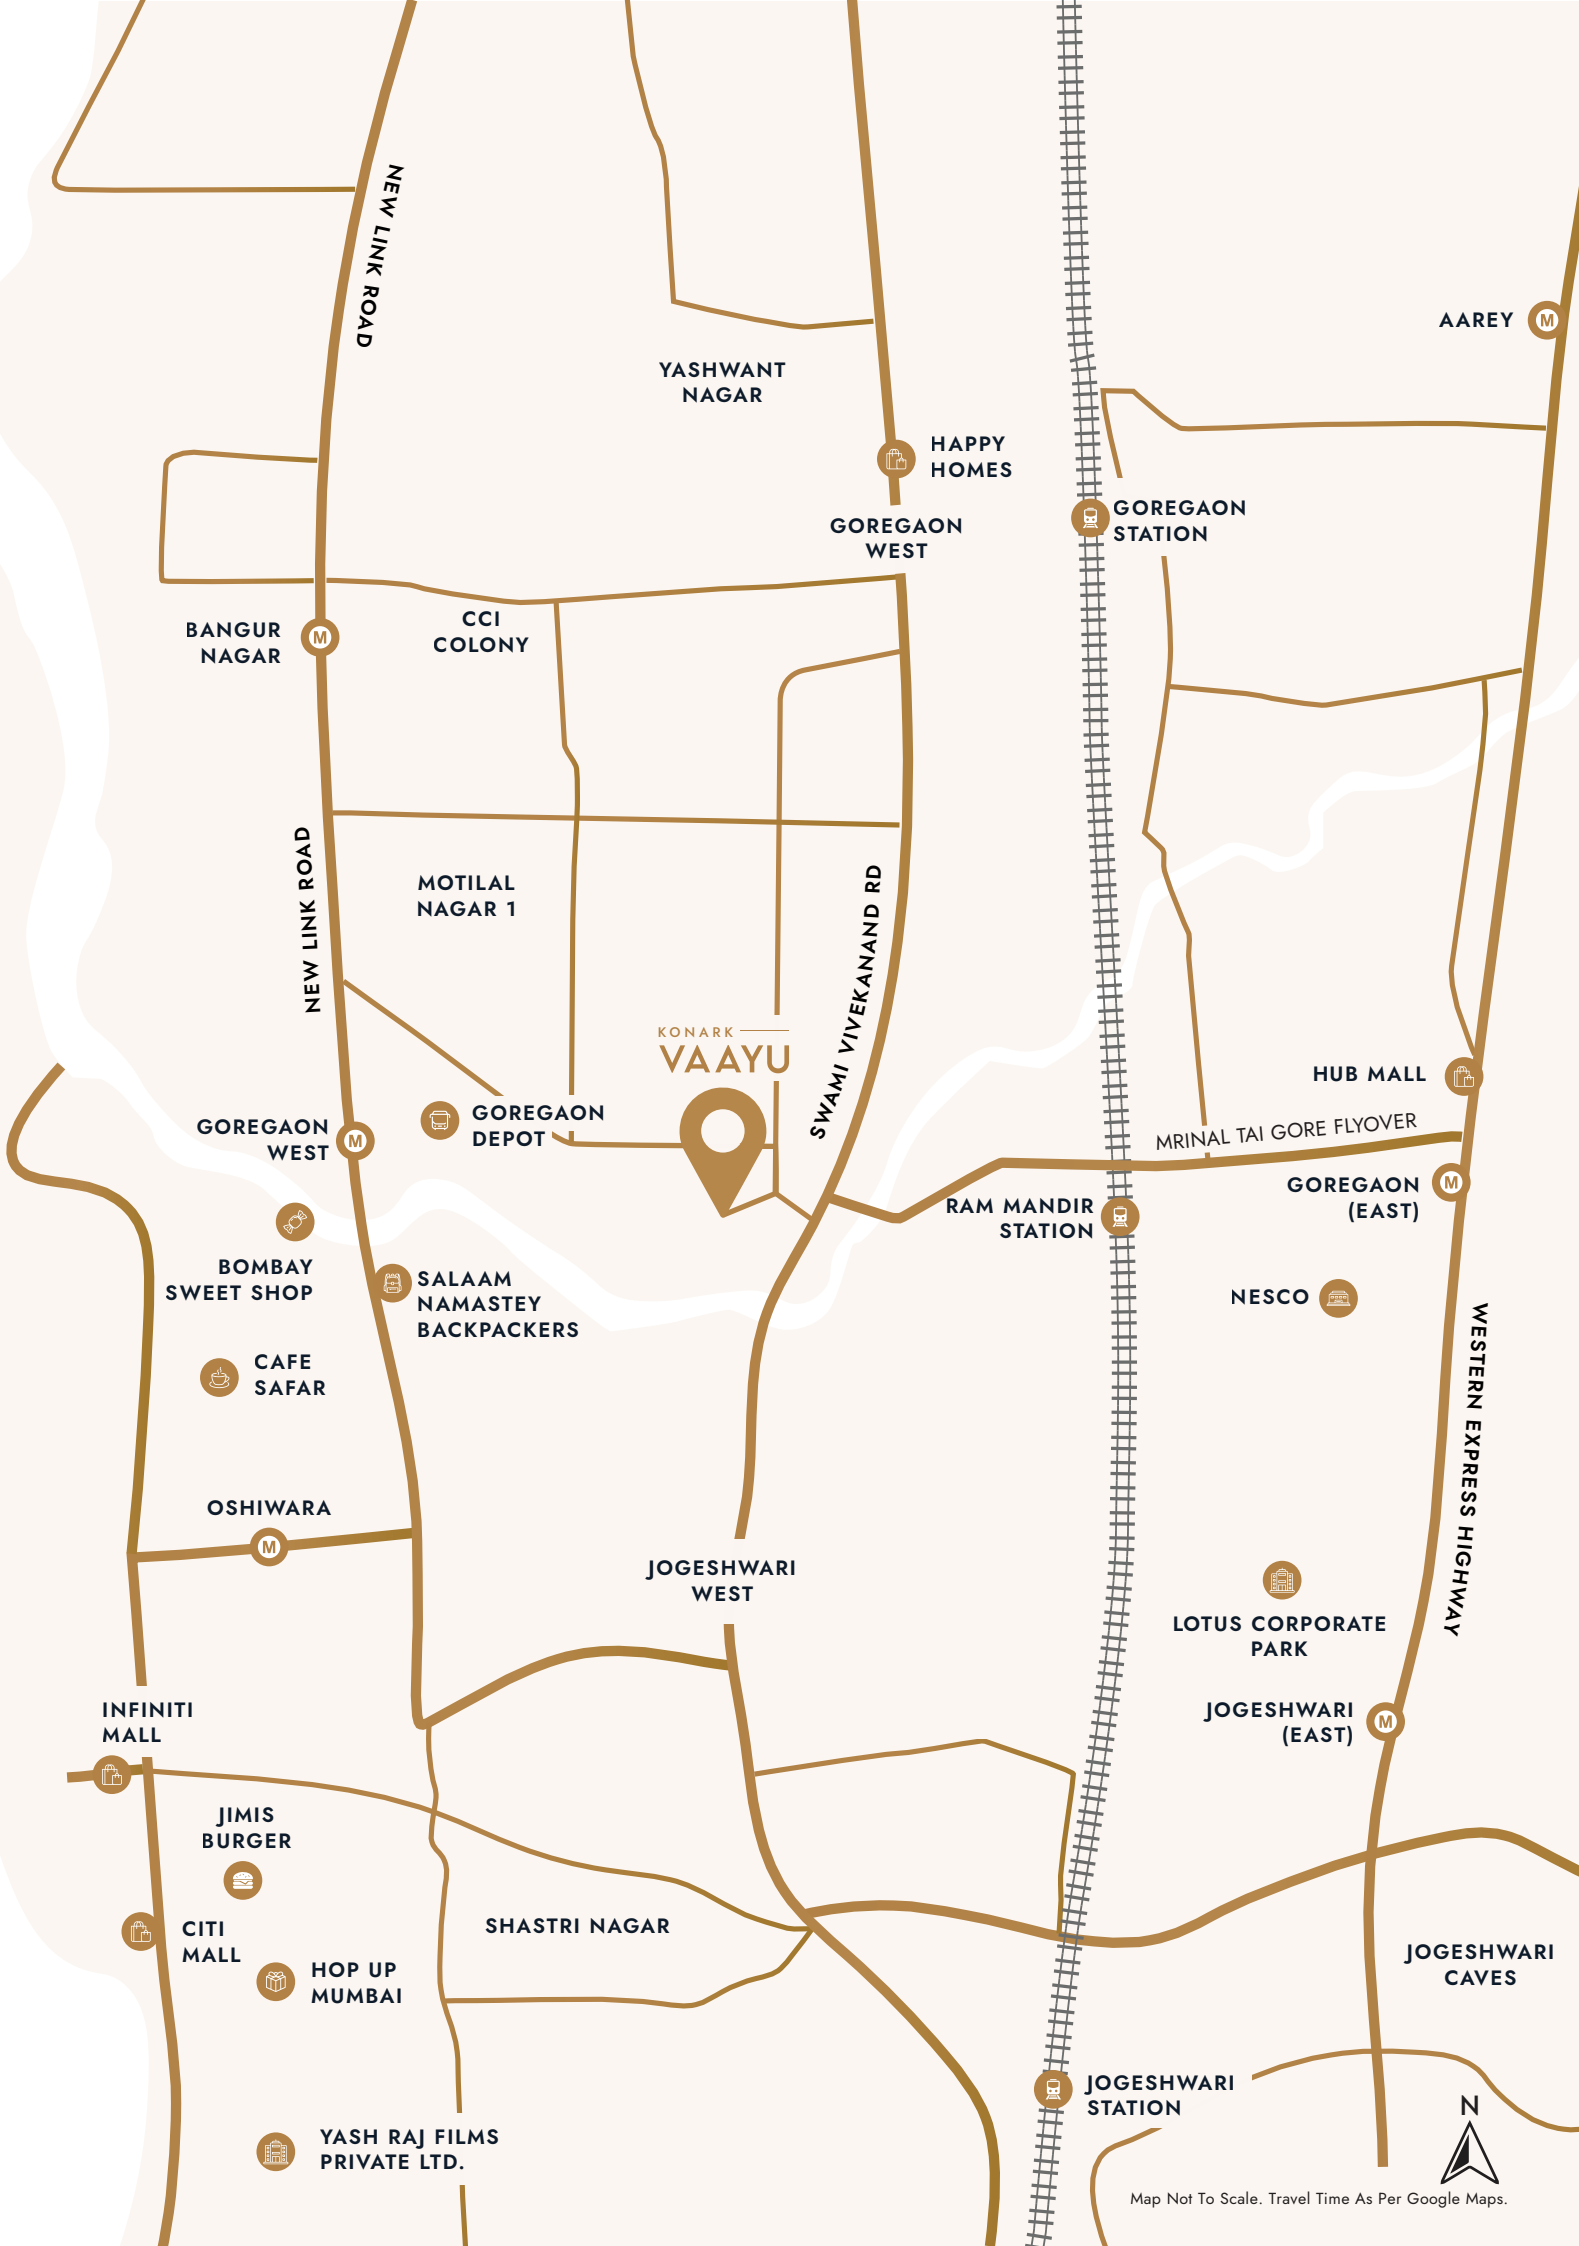 NEW LINK ROAD
AAREY
M
YASHWANT
NAGAR
HAPPY
HOMES
GOREGAON
STATION
GOREGAON
WEST
CCI
COLONY
BANGUR
NAGAR
M
NEW LINK ROAD
MOTILAL
NAGAR 1
SWAMI VIVEKANAND RD
KONARK
VAAYU
HUB MALL
GOREGAON
DEPOT
GOREGAON
WEST
M
MRINAL TAI GORE FLYOVER
GOREGAON
(EAST)
M
RAM MANDIR
STATION
BOMBAY
SWEET SHOP
SALAAM
NAMASTEY
BACKPACKERS
NESCO
WESTERN EXPRESS HIGHWAY
CAFE
SAFAR
OSHIWARA
M
JOGESHWARI
WEST
LOTUS CORPORATE
PARK
INFINITI
MALL
JOGESHWARI
(EAST)
M
JIMIS
BURGER
CITI
MALL
SHASTRI NAGAR
JOGESHWARI
CAVES
HOP UP
MUMBAI
JOGESHWARI
STATION
N
YASH RAJ FILMS
PRIVATE LTD.
Map Not To Scale. Travel Time As Per Google Maps.